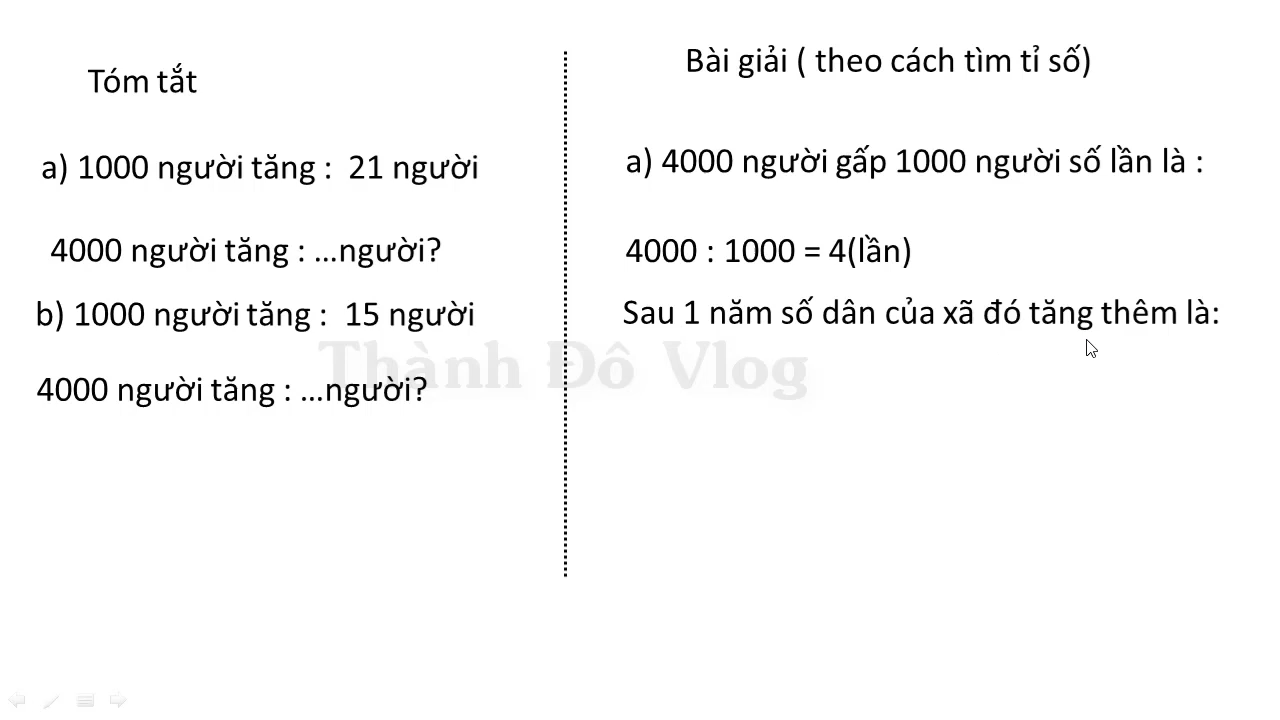 Tóm tắt
a) 1000 người tăng : 21 người
4000 người tăng : ...người?
b) 1000 người tăng : 15 người
4000 người tăng : ...người?
Bài giải ( theo cách tìm tỉ số)
a) 4000 người gấp 1000 người số lần là :
4000 : 1000 = 4(lần)
Sau 1 năm số dân của xã đó tăng thêm là:
Thành Đô Vlog